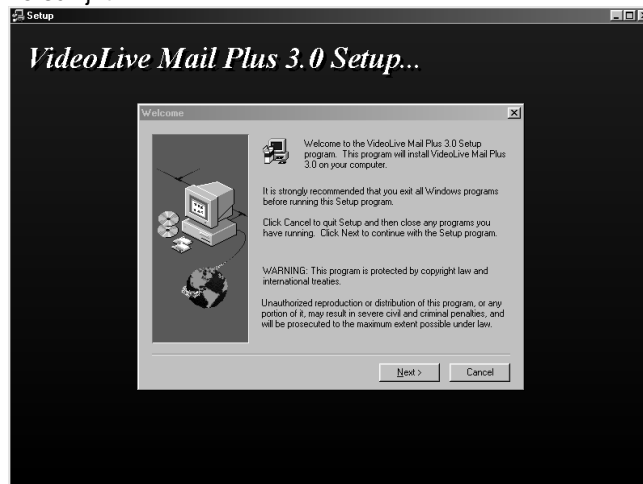 Setup
VideoLive Mail Plus 3.0 Setup...
Welcome
Welcome to the VideoLive Mail Plus 3.0 Setup
program. This program will install VideoLive Mail Plus
3.0 on your computer.
It is strongly recommended that you exit all Windows programs
before running this Setup program.
Click Cancel to quit Setup and then close any programs you
have running. Click Next to continue with the Setup program.
WARNING: This program is protected by copyright law and
international treaties.
Unauthorized reproduction or distribution of this program, or any
portion of it, may result in severe civil and criminal penalties, and
will be prosecuted to the maximum extent possible under law.
Next >
Cancel